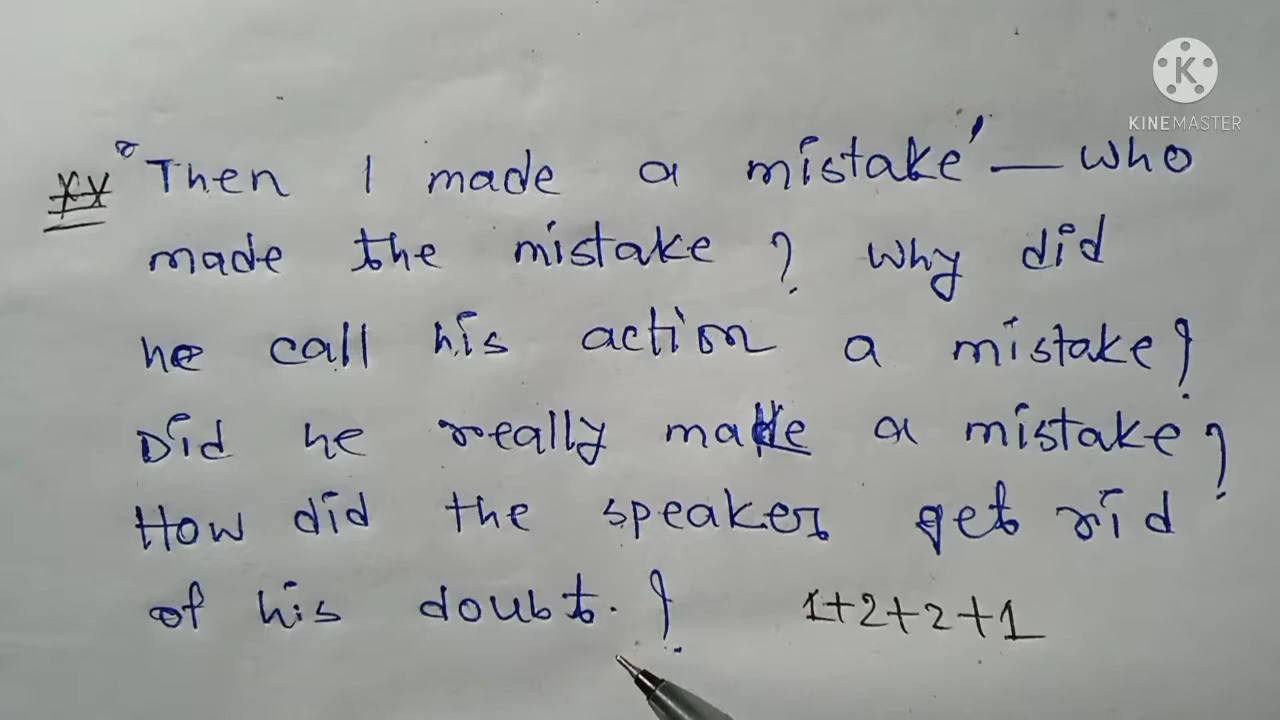 K
KINEMASTER
xx "Then I made a mistake' — who
made the mistake ? Why did
he call his action a mistake?
Did he really make a mistake?
How did the speaker get rid
of his doubt. ? 1+2+2+1